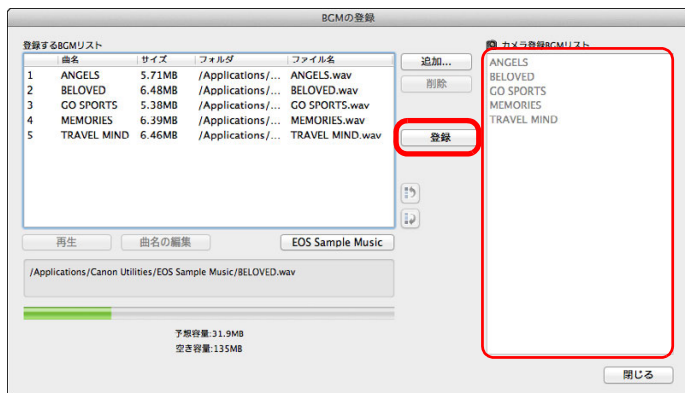 BGMの登録
登録するBGMリスト
曲名 サイズ フォルダ ファイル名
1 ANGELS 5.71MB /Applications/... ANGELS.wav
2 BELOVED 6.48MB /Applications/... BELOVED.wav
3 GO SPORTS 5.38MB /Applications/... GO SPORTS.wav
4 MEMORIES 6.39MB /Applications/... MEMORIES.wav
5 TRAVEL MIND 6.46MB /Applications/... TRAVEL MIND.wav
追加...
削除
登録
再生 曲名の編集 EOS Sample Music
/Applications/Canon Utilities/EOS Sample Music/BELOVED.wav
予想容量:31.9MB
空き容量:135MB
カメラ登録BGMリスト
ANGELS
BELOVED
GO SPORTS
MEMORIES
TRAVEL MIND
閉じる